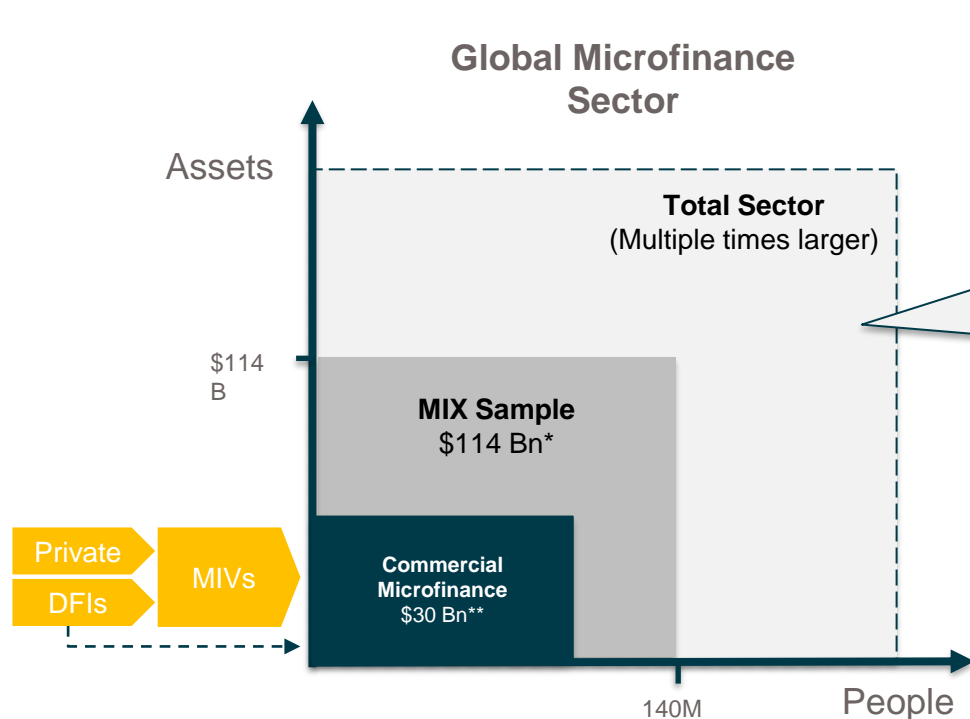 Global Microfinance
Sector
Assets
Total Sector
(Multiple times larger)
$114
B
MIX Sample
$114 Bn*
Private
DFIs
MIVs
Commercial
Microfinance
$30 Bn**
140M
People